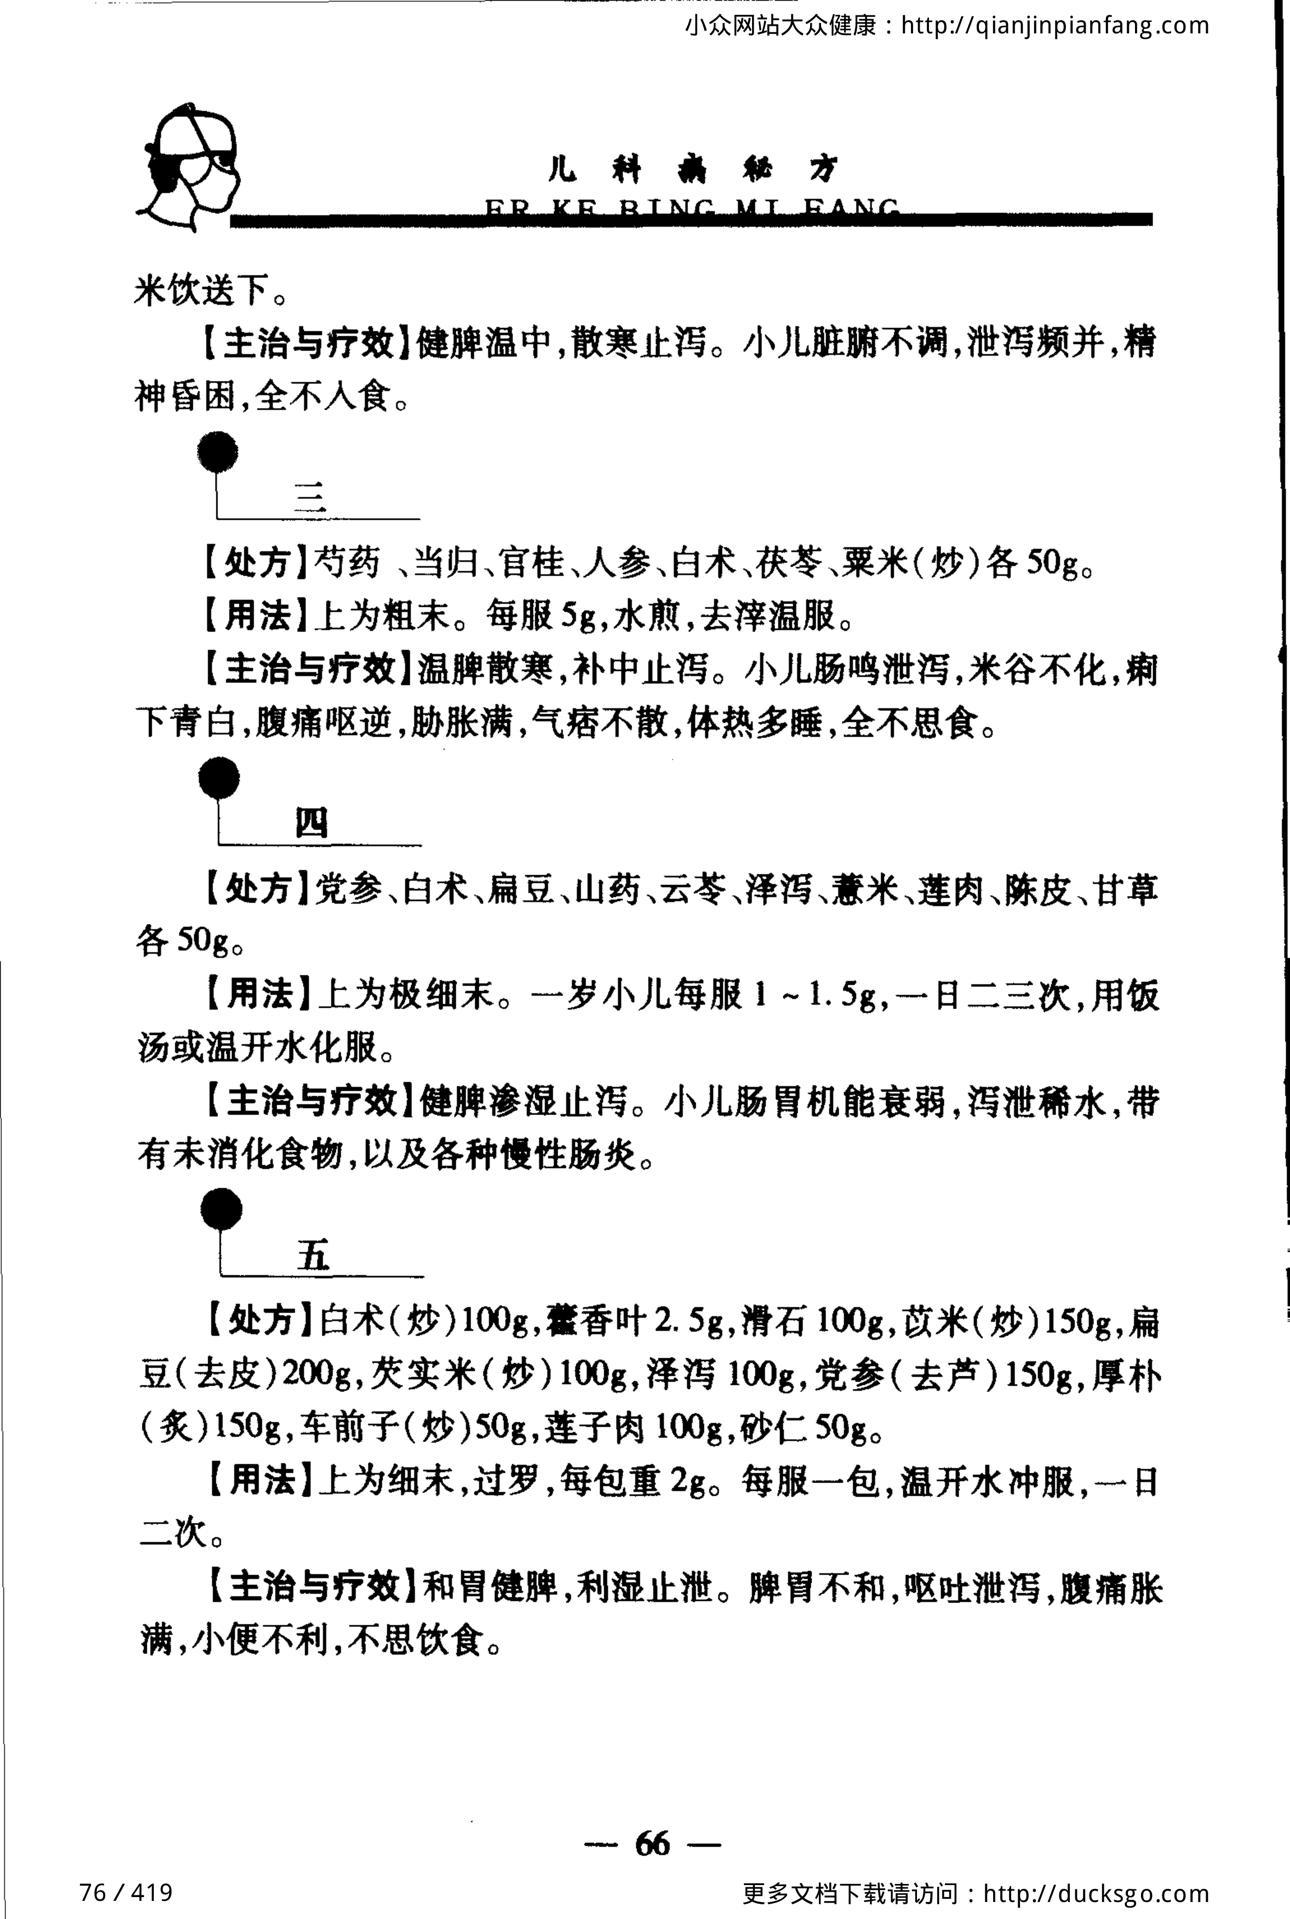 小众网站大众健康：http://qianjinpianfang.com
儿科病秘方
ER KE BING MI FANG
米饮送下。
【主治与疗效】健脾温中,散寒止泻。小儿脏腑不调,泄泻频并,精
神昏困,全不人食。
三
【处方】芍药、当归、官桂、人参、白术、茯苓、粟米(炒)各50g。
【用法】上为粗末。每服5g,水煎,去滓温服。
【主治与疗效】温脾散寒,补中止泻。小儿肠鸣泄泻,米谷不化,痢
下青白,腹痛呕逆,胁胀满,气痞不散,体热多睡,全不思食。
四
【处方】党参、白术、扁豆、山药、云苓、泽泻、薏米、莲肉、陈皮、甘草
各50g。
【用法】上为极细末。一岁小儿每服1~1.5g,一日二三次,用饭
汤或温开水化服。
【主治与疗效】健脾渗湿止泻。小儿肠胃机能衰弱,泻泄稀水,带
有未消化食物,以及各种慢性肠炎。
五
【处方】白术(炒)100g,藿香叶2.5g,滑石100g,苡米(炒)150g,扁
豆(去皮)200g,芡实米(炒)100g,泽泻100g,党参(去芦)150g,厚朴
(炙)150g,车前子(炒)50g,莲子肉100g,砂仁50g。
【用法】上为细末,过罗,每包重2g。每服一包,温开水冲服,一日
二次。
【主治与疗效】和胃健脾,利湿止泄。脾胃不和,呕吐泄泻,腹痛胀
满,小便不利,不思饮食。
— 66 —
76 / 419
更多文档下载请访问：http://ducksgo.com